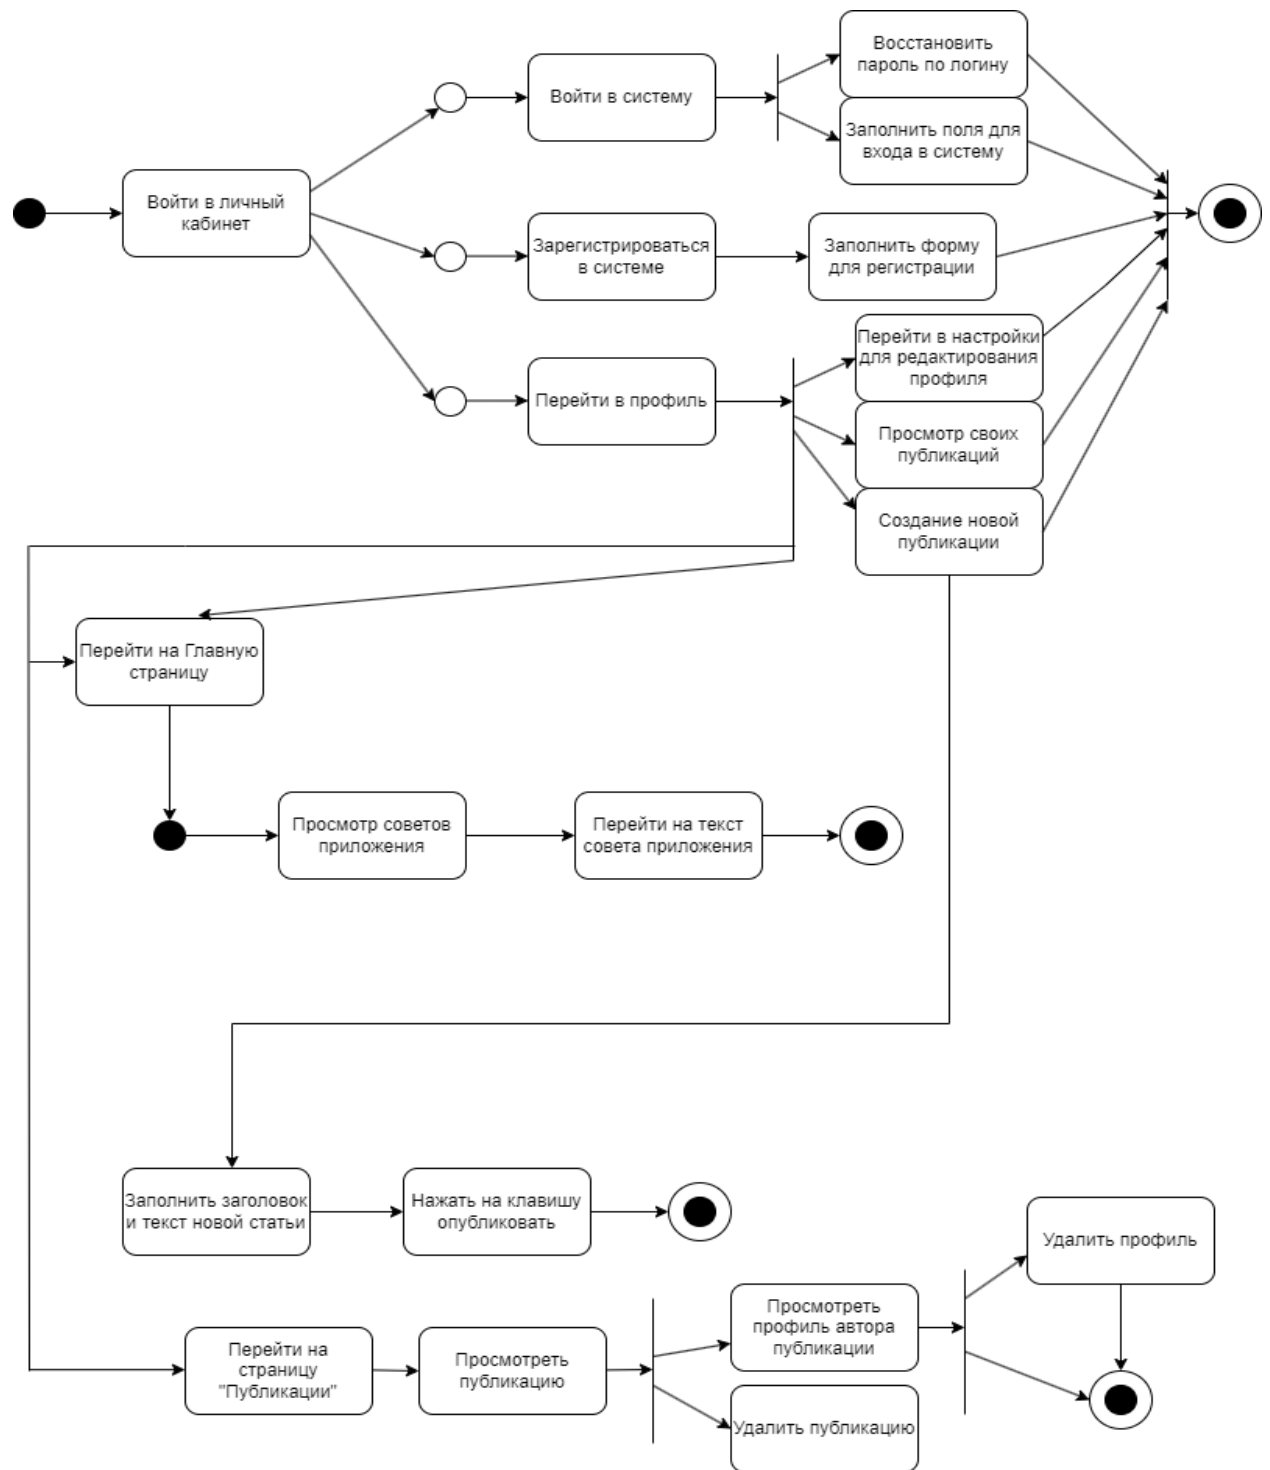 Восстановить
пароль по логину
Войти в систему
Заполнить поля для
входа в систему
Войти в личный
кабинет
Зарегистрироваться
в системе
Заполнить форму
для регистрации
Перейти в настройки
для редактирования
профиля
Перейти в профиль
Просмотр своих
публикаций
Создание новой
публикации
Перейти на Главную
страницу
Просмотр советов
приложения
Перейти на текст
совета приложения
Заполнить заголовок
и текст новой статьи
Нажать на клавишу
опубликовать
Удалить профиль
Просмотреть
профиль автора
публикации
Перейти на
страницу
"Публикации"
Просмотреть
публикацию
Удалить публикацию